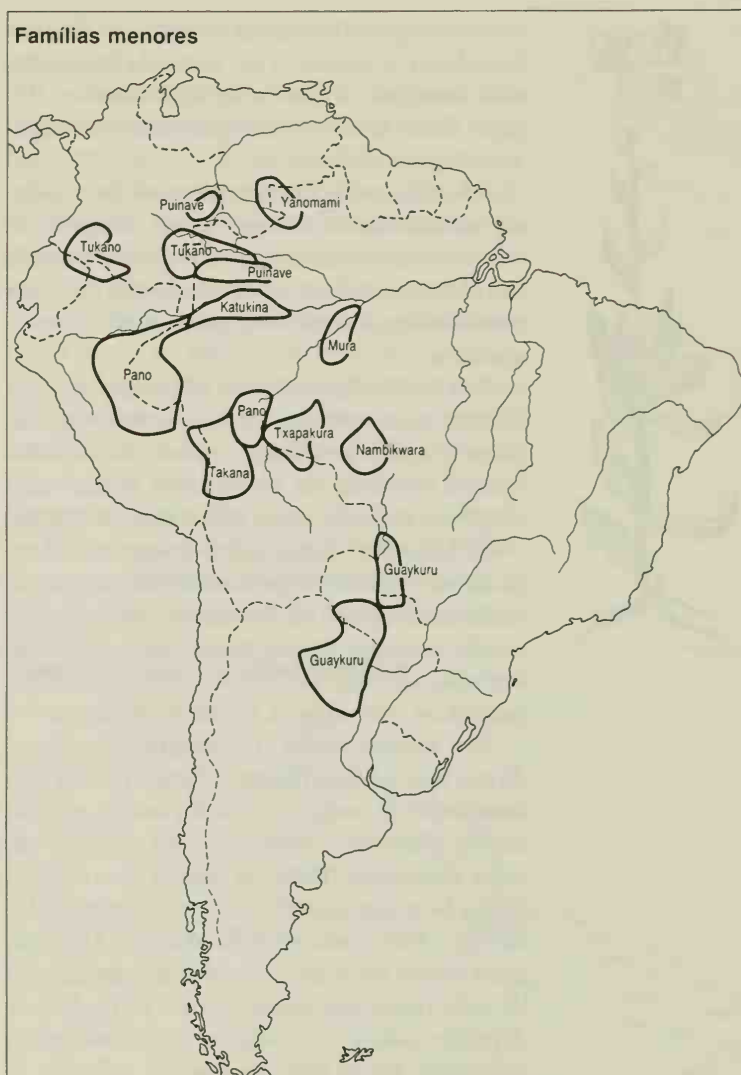 Famílias menores
Puinave
Yanomami
Tukano
Tukano
Puinave
Katukina
Mura
Pano
Pano
Txapakura
Nambikwara
Takana
Guaykuru
Guaykuru